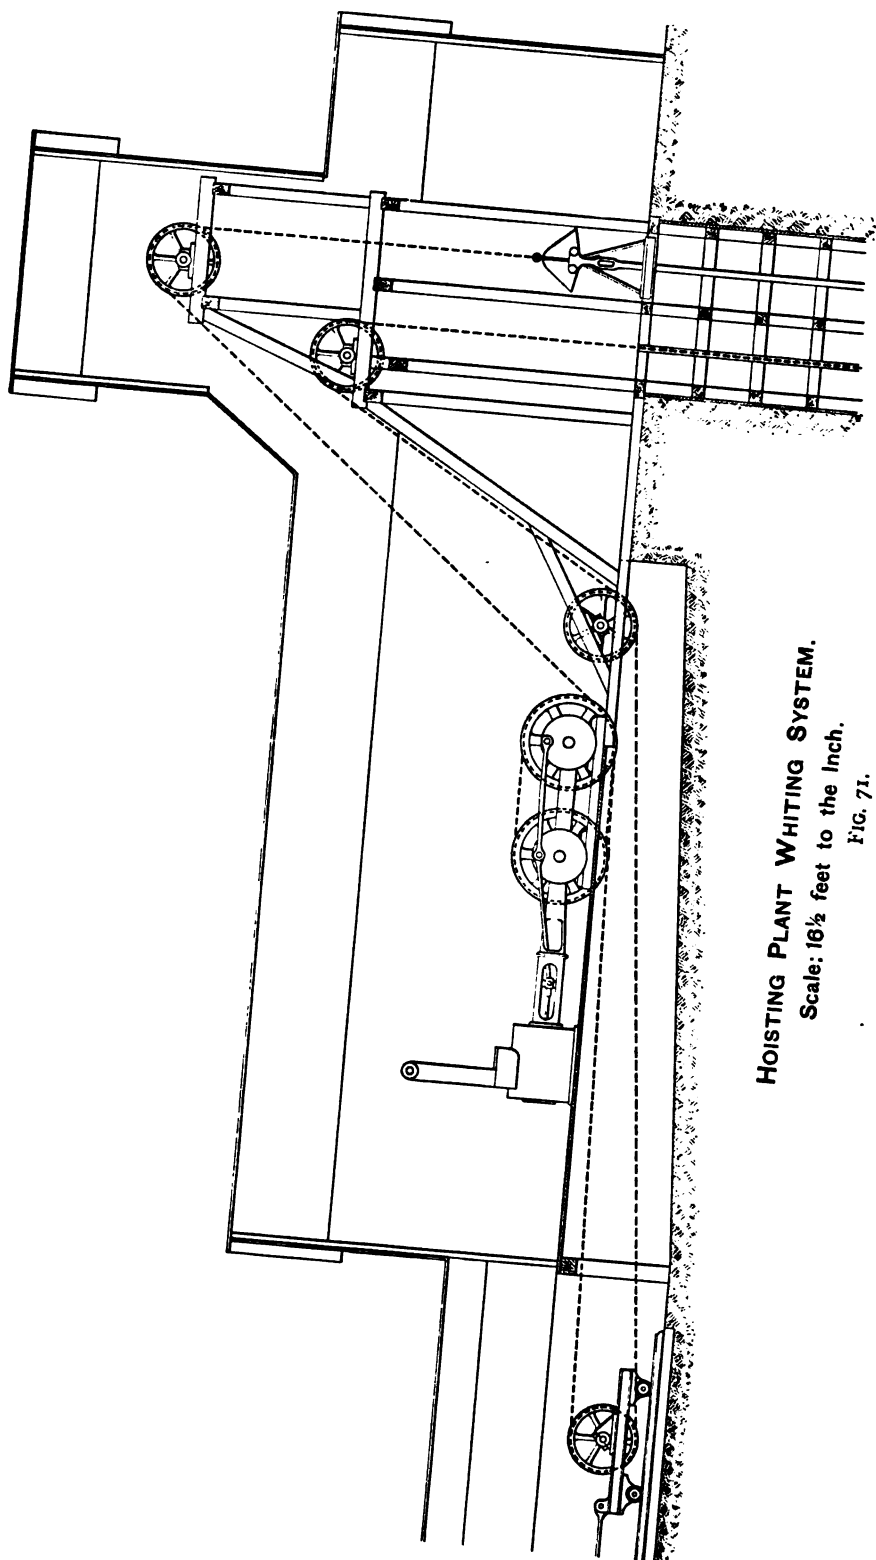 HOISTING PLANT WHITING SYSTEM.
Scale: 16½ feet to the Inch.
FIG. 71.